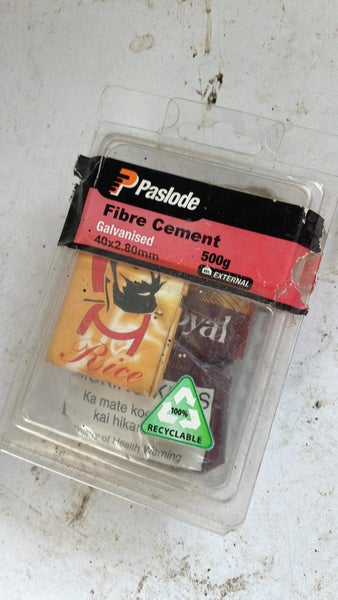 Paslode
Fibre Cement
Galvanised
40x2.80mm
500g
EXTERNAL
Rice
oyal
Ka mate koe
kai hikar
of Health Warning
100%
RECYCLABLE